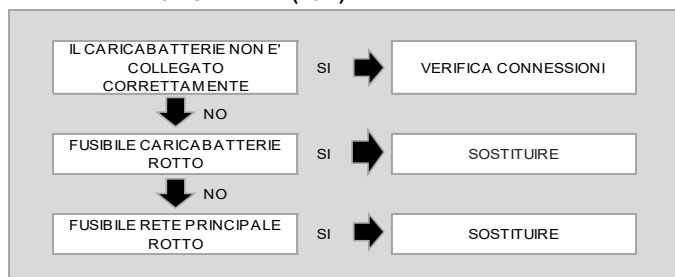 IL CARICABATTERIE NON E'
COLLEGATO
CORRETTAMENTE
SI
VERIFICA CONNESSIONI
NO
FUSIBILE CARICABATTERIE
ROTTO
SI
SOSTITUIRE
NO
FUSIBILE RETE PRINCIPALE
ROTTO
SI
SOSTITUIRE